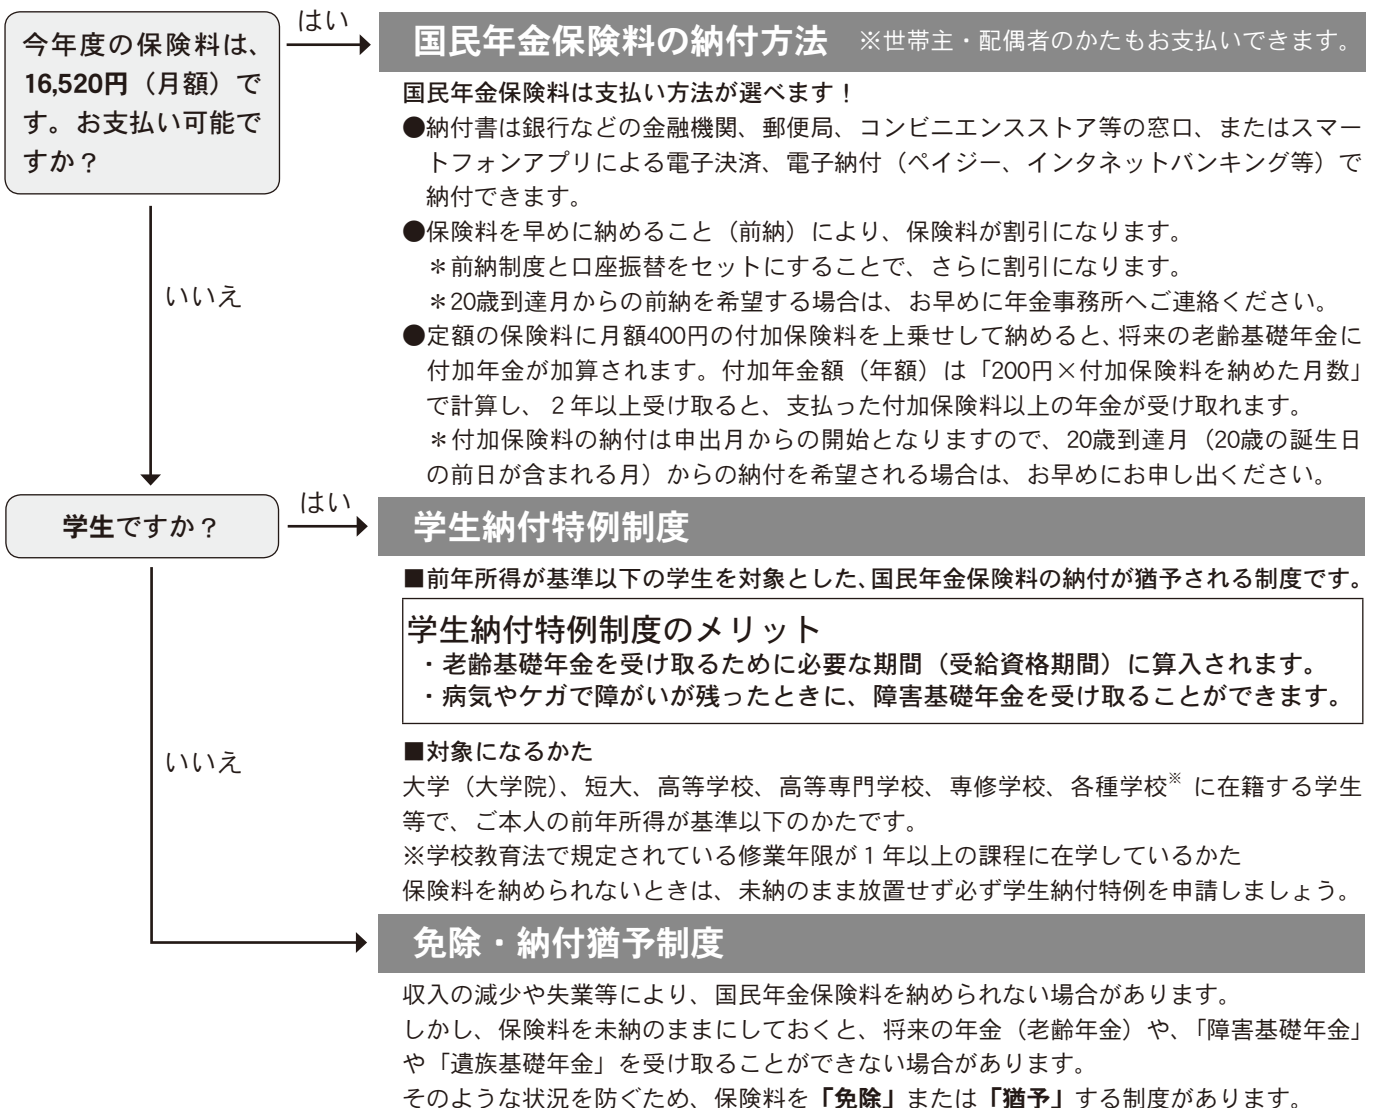 今年度の保険料は、
16,520円（月額）で
す。お支払い可能で
すか？
はい
国民年金保険料の納付方法　※世帯主・配偶者のかたもお支払いできます。
国民年金保険料は支払い方法が選べます！
●納付書は銀行などの金融機関、郵便局、コンビニエンスストア等の窓口、またはスマー
トフォンアプリによる電子決済、電子納付（ペイジー、インタネットバンキング等）で
納付できます。
●保険料を早めに納めること（前納）により、保険料が割引になります。
＊前納制度と口座振替をセットにすることで、さらに割引になります。
＊20歳到達月からの前納を希望する場合は、お早めに年金事務所へご連絡ください。
●定額の保険料に月額400円の付加保険料を上乗せして納めると、将来の老齢基礎年金に
付加年金が加算されます。付加年金額（年額）は「200円×付加保険料を納めた月数」
で計算し、２年以上受け取ると、支払った付加保険料以上の年金が受け取れます。
＊付加保険料の納付は申出月からの開始となりますので、20歳到達月（20歳の誕生日
の前日が含まれる月）からの納付を希望される場合は、お早めにお申し出ください。
いいえ
学生ですか？
はい
学生納付特例制度
■前年所得が基準以下の学生を対象とした、国民年金保険料の納付が猶予される制度です。
学生納付特例制度のメリット
・老齢基礎年金を受け取るために必要な期間（受給資格期間）に算入されます。
・病気やケガで障がいが残ったときに、障害基礎年金を受け取ることができます。
■対象になるかた
大学（大学院）、短大、高等学校、高等専門学校、専修学校、各種学校※ に在籍する学生
等で、ご本人の前年所得が基準以下のかたです。
※学校教育法で規定されている修業年限が１年以上の課程に在学しているかた
保険料を納められないときは、未納のまま放置せず必ず学生納付特例を申請しましょう。
いいえ
免除・納付猶予制度
収入の減少や失業等により、国民年金保険料を納められない場合があります。
しかし、保険料を未納のままにしておくと、将来の年金（老齢年金）や、「障害基礎年金」
や「遺族基礎年金」を受け取ることができない場合があります。
そのような状況を防ぐため、保険料を「免除」または「猶予」する制度があります。